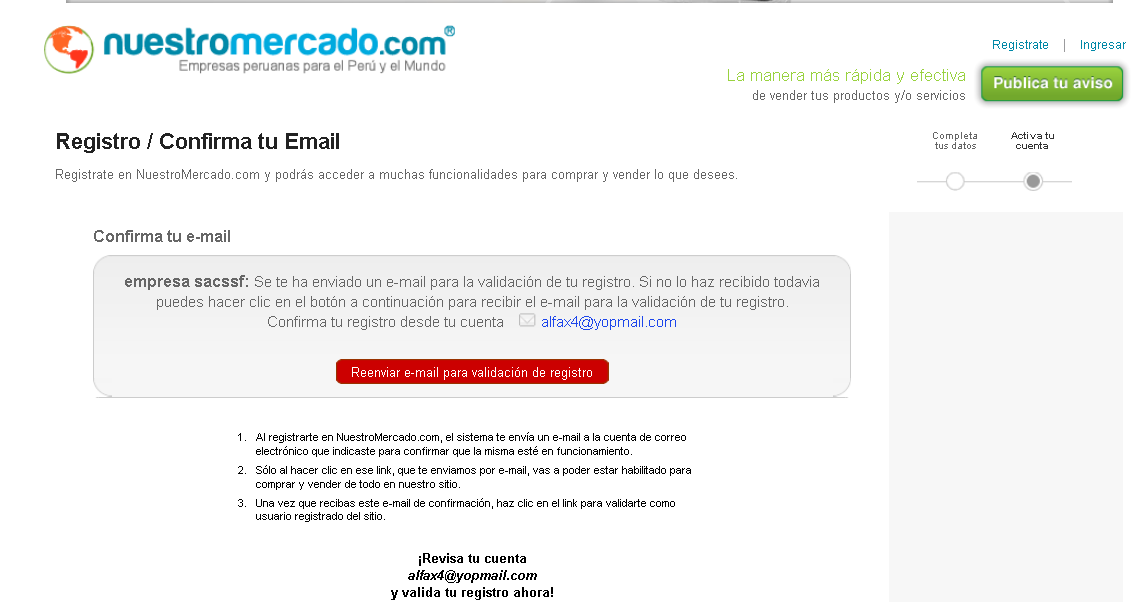 nuestromercado.com®
Empresas peruanas para el Perú y el Mundo
Registrate | Ingresar
La manera más rápida y efectiva
de vender tus productos y/o servicios
Publica tu aviso
Registro / Confirma tu Email
Registrate en NuestroMercado.com y podrás acceder a muchas funcionalidades para comprar y vender lo que desees.
Completa
tus datos
Activa tu
cuenta
Confirma tu e-mail
empresa sacssf: Se te ha enviado un e-mail para la validación de tu registro. Si no lo haz recibido todavia
puedes hacer clic en el botón a continuación para recibir el e-mail para la validación de tu registro.
Confirma tu registro desde tu cuenta alfax4@yopmail.com
Reenviar e-mail para validación de registro
1. Al registrarte en NuestroMercado.com, el sistema te envía un e-mail a la cuenta de correo
electrónico que indicaste para confirmar que la misma esté en funcionamiento.
2. Sólo al hacer clic en ese link, que te enviamos por e-mail, vas a poder estar habilitado para
comprar y vender de todo en nuestro sitio.
3. Una vez que recibas este e-mail de confirmación, haz clic en el link para validarte como
usuario registrado del sitio.
¡Revisa tu cuenta
alfax4@yopmail.com
y valida tu registro ahora!